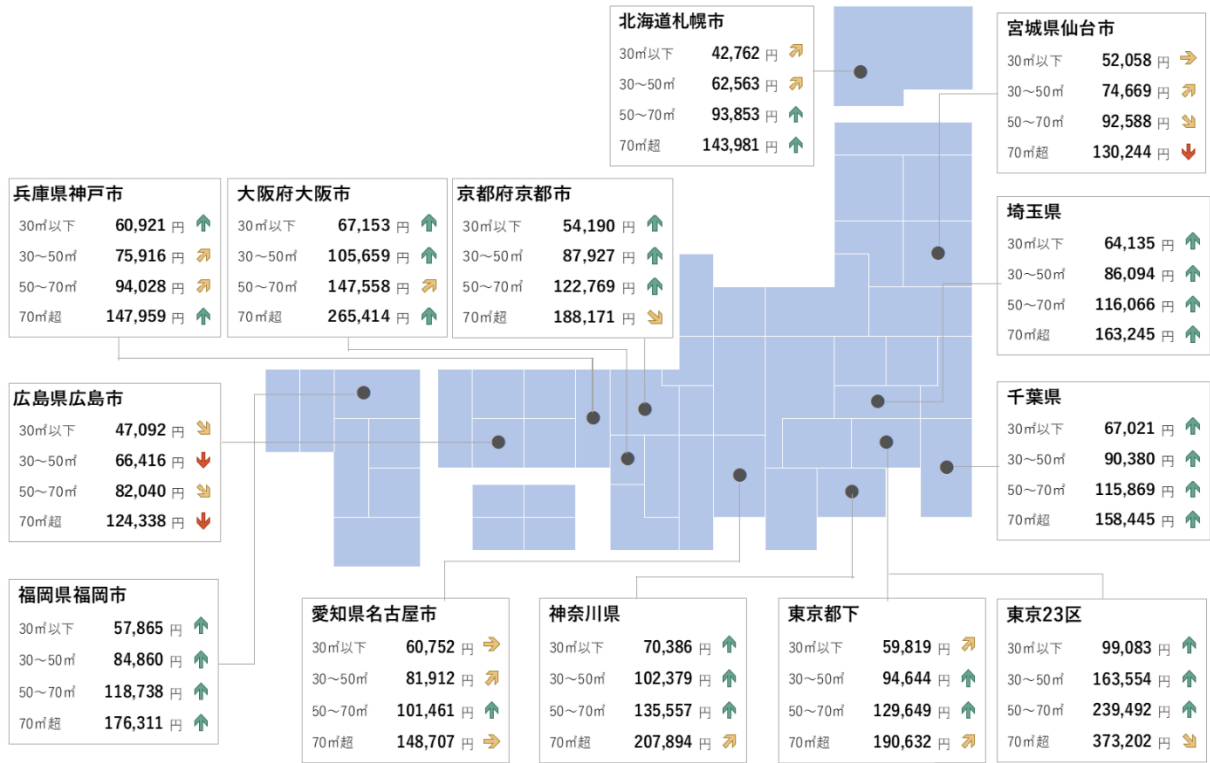 北海道札幌市
30㎡以下 42,762 円
30～50㎡ 62,563 円
50～70㎡ 93,853 円
70㎡超 143,981 円
宮城県仙台市
30㎡以下 52,058 円
30～50㎡ 74,669 円
50～70㎡ 92,588 円
70㎡超 130,244 円
兵庫県神戸市
30㎡以下 60,921 円
30～50㎡ 75,916 円
50～70㎡ 94,028 円
70㎡超 147,959 円
大阪府大阪市
30㎡以下 67,153 円
30～50㎡ 105,659 円
50～70㎡ 147,558 円
70㎡超 265,414 円
京都府京都市
30㎡以下 54,190 円
30～50㎡ 87,927 円
50～70㎡ 122,769 円
70㎡超 188,171 円
埼玉県
30㎡以下 64,135 円
30～50㎡ 86,094 円
50～70㎡ 116,066 円
70㎡超 163,245 円
広島県広島市
30㎡以下 47,092 円
30～50㎡ 66,416 円
50～70㎡ 82,040 円
70㎡超 124,338 円
千葉県
30㎡以下 67,021 円
30～50㎡ 90,380 円
50～70㎡ 115,869 円
70㎡超 158,445 円
福岡県福岡市
30㎡以下 57,865 円
30～50㎡ 84,860 円
50～70㎡ 118,738 円
70㎡超 176,311 円
愛知県名古屋市
30㎡以下 60,752 円
30～50㎡ 81,912 円
50～70㎡ 101,461 円
70㎡超 148,707 円
神奈川県
30㎡以下 70,386 円
30～50㎡ 102,379 円
50～70㎡ 135,557 円
70㎡超 207,894 円
東京都下
30㎡以下 59,819 円
30～50㎡ 94,644 円
50～70㎡ 129,649 円
70㎡超 190,632 円
東京23区
30㎡以下 99,083 円
30～50㎡ 163,554 円
50～70㎡ 239,492 円
70㎡超 373,202 円